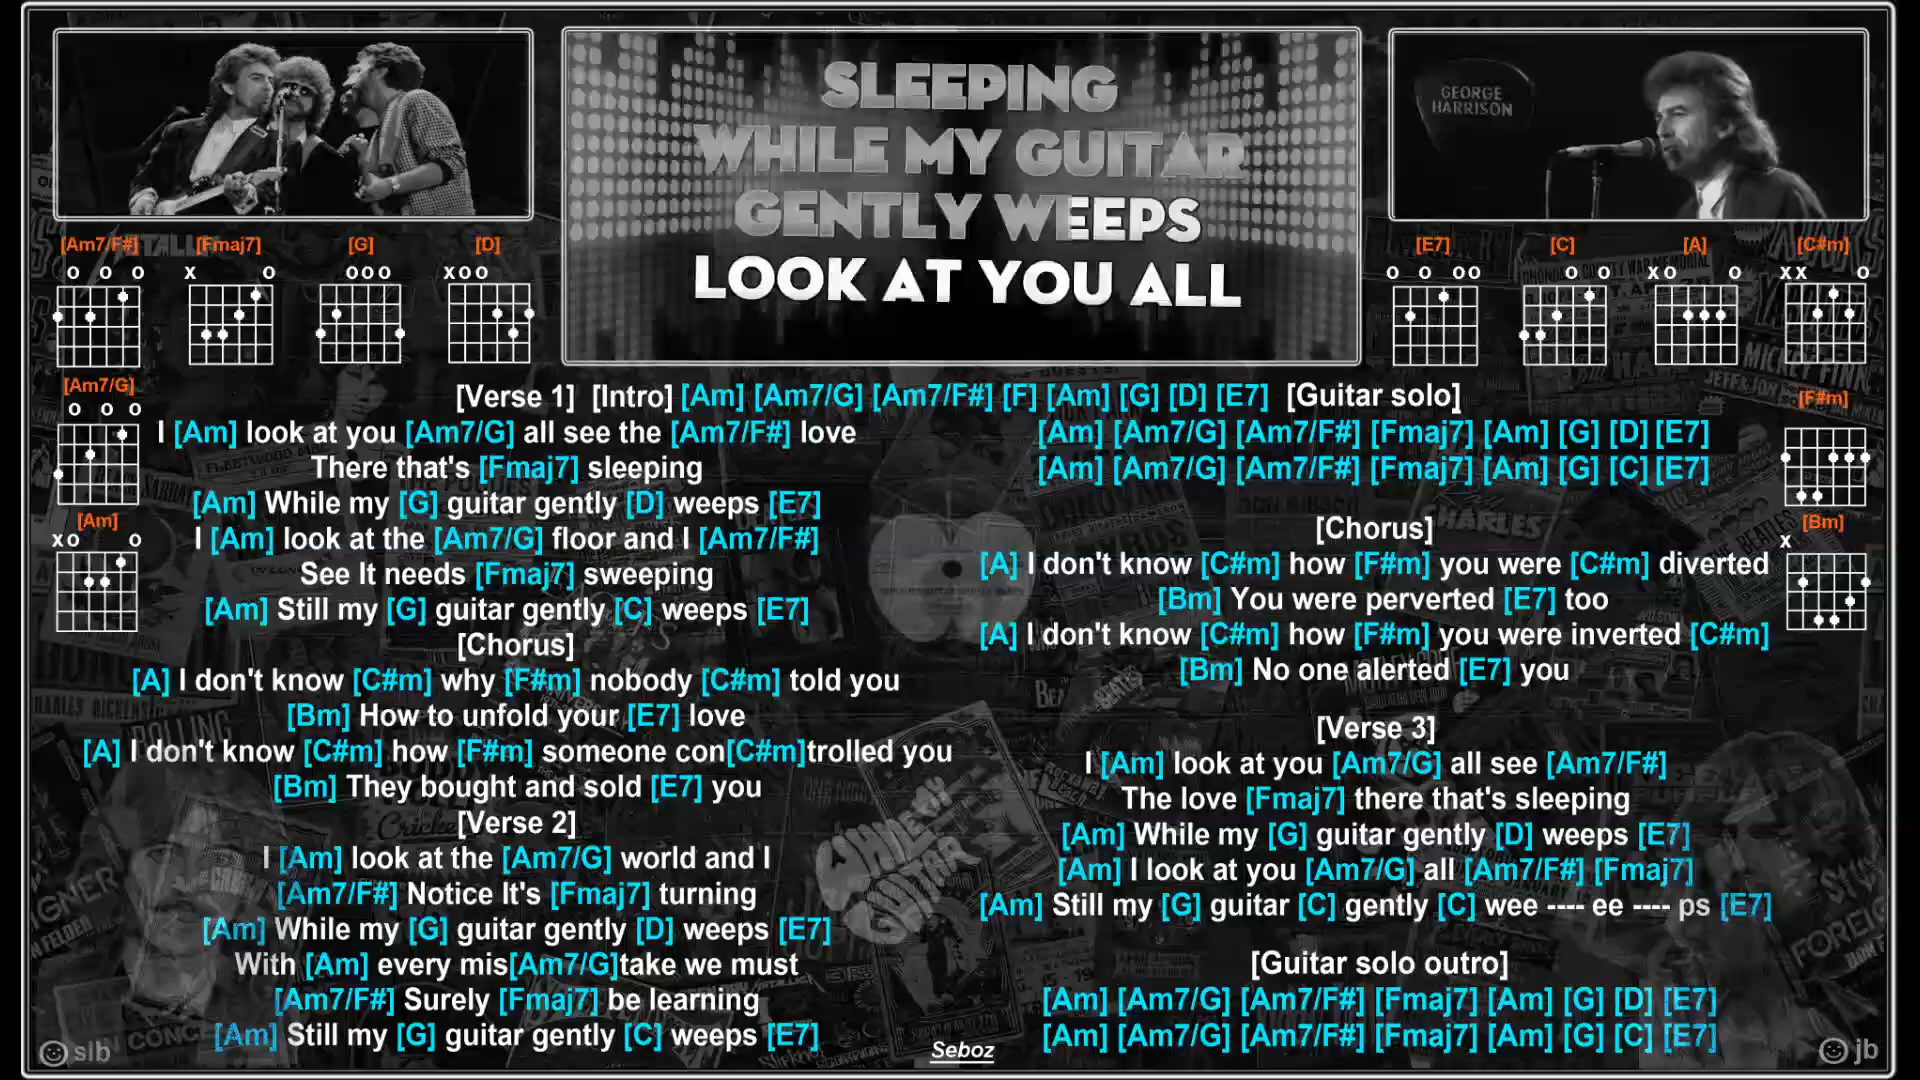 SLEEPING
WHILE MY GUITAR
GENTLY WEEPS
LOOK AT YOU ALL
GEORGE
HARRISON
[Am7/F#] [Fmaj7] [G] [D]
[E7] [C] [A] [C#m]
[Am7/G]
[Am]
[F#m]
[Bm]
[Verse 1] [Intro] [Am] [Am7/G] [Am7/F#] [F] [Am] [G] [D] [E7] [Guitar solo]
I [Am] look at you [Am7/G] all see the [Am7/F#] love
There that's [Fmaj7] sleeping
[Am] While my [G] guitar gently [D] weeps [E7]
I [Am] look at the [Am7/G] floor and I [Am7/F#]
See It needs [Fmaj7] sweeping
[Am] Still my [G] guitar gently [C] weeps [E7]
[Chorus]
[A] I don't know [C#m] why [F#m] nobody [C#m] told you
[Bm] How to unfold your [E7] love
[A] I don't know [C#m] how [F#m] someone con[C#m]trolled you
[Bm] They bought and sold [E7] you
[Verse 2]
I [Am] look at the [Am7/G] world and I
[Am7/F#] Notice It's [Fmaj7] turning
[Am] While my [G] guitar gently [D] weeps [E7]
With [Am] every mis[Am7/G]take we must
[Am7/F#] Surely [Fmaj7] be learning
[Am] Still my [G] guitar gently [C] weeps [E7]
[Am] [Am7/G] [Am7/F#] [Fmaj7] [Am] [G] [D] [E7]
[Am] [Am7/G] [Am7/F#] [Fmaj7] [Am] [G] [C] [E7]
[Chorus]
[A] I don't know [C#m] how [F#m] you were [C#m] diverted
[Bm] You were perverted [E7] too
[A] I don't know [C#m] how [F#m] you were inverted [C#m]
[Bm] No one alerted [E7] you
[Verse 3]
I [Am] look at you [Am7/G] all see [Am7/F#]
The love [Fmaj7] there that's sleeping
[Am] While my [G] guitar gently [D] weeps [E7]
[Am] I look at you [Am7/G] all [Am7/F#] [Fmaj7]
[Am] Still my [G] guitar [C] gently [C] wee ---- ee ---- ps [E7]
[Guitar solo outro]
[Am] [Am7/G] [Am7/F#] [Fmaj7] [Am] [G] [D] [E7]
[Am] [Am7/G] [Am7/F#] [Fmaj7] [Am] [G] [C] [E7]
slb
Seboz
jb